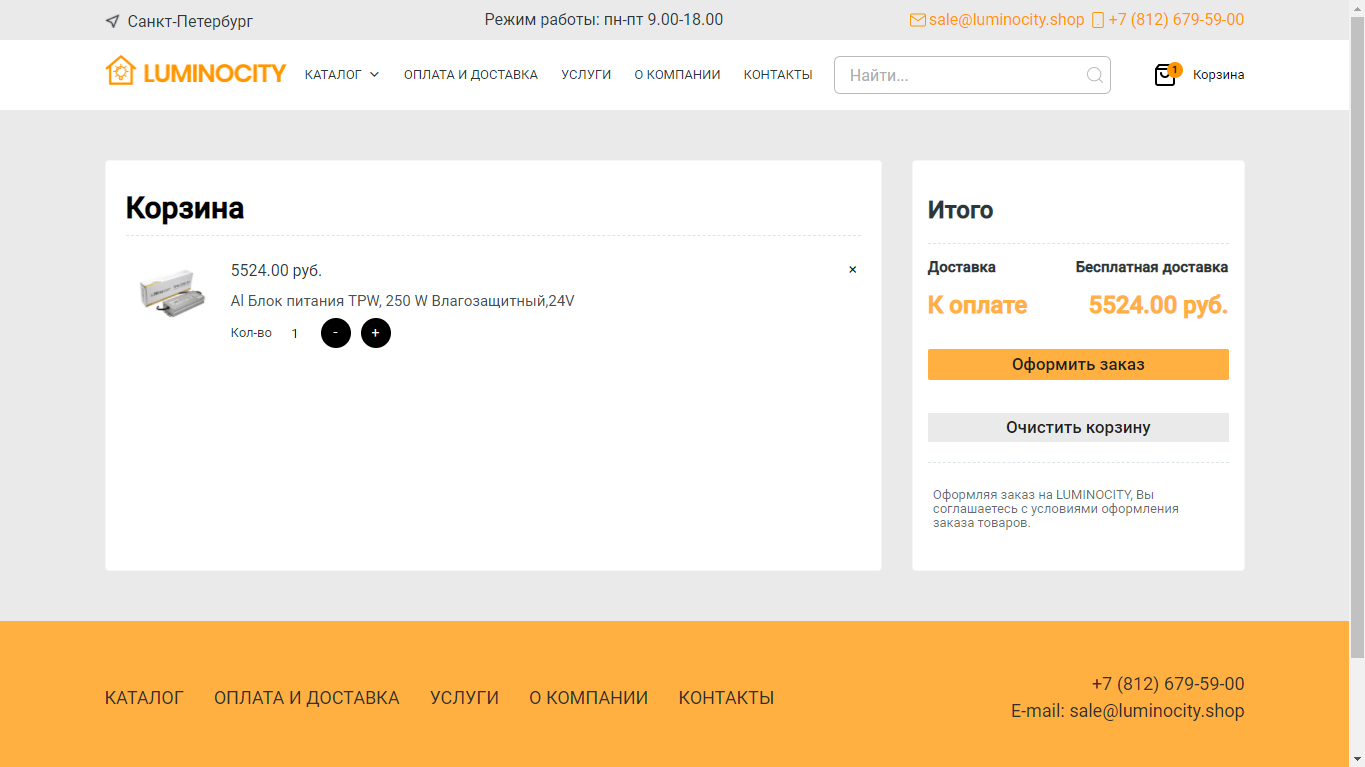 Санкт-Петербург
Режим работы: пн-пт 9.00-18.00
sale@luminocity.shop
+7 (812) 679-59-00
LUMINOCITY
КАТАЛОГ
ОПЛАТА И ДОСТАВКА
УСЛУГИ
О КОМПАНИИ
КОНТАКТЫ
Найти...
1
Корзина
Корзина
5524.00 руб.
Al Блок питания TPW, 250 W Влагозащитный,24V
Кол-во 1 - +
×
Итого
Доставка Бесплатная доставка
К оплате 5524.00 руб.
Оформить заказ
Очистить корзину
Оформляя заказ на LUMINOCITY, Вы
соглашаетесь с условиями оформления
заказа товаров.
КАТАЛОГ
ОПЛАТА И ДОСТАВКА
УСЛУГИ
О КОМПАНИИ
КОНТАКТЫ
+7 (812) 679-59-00
E-mail: sale@luminocity.shop